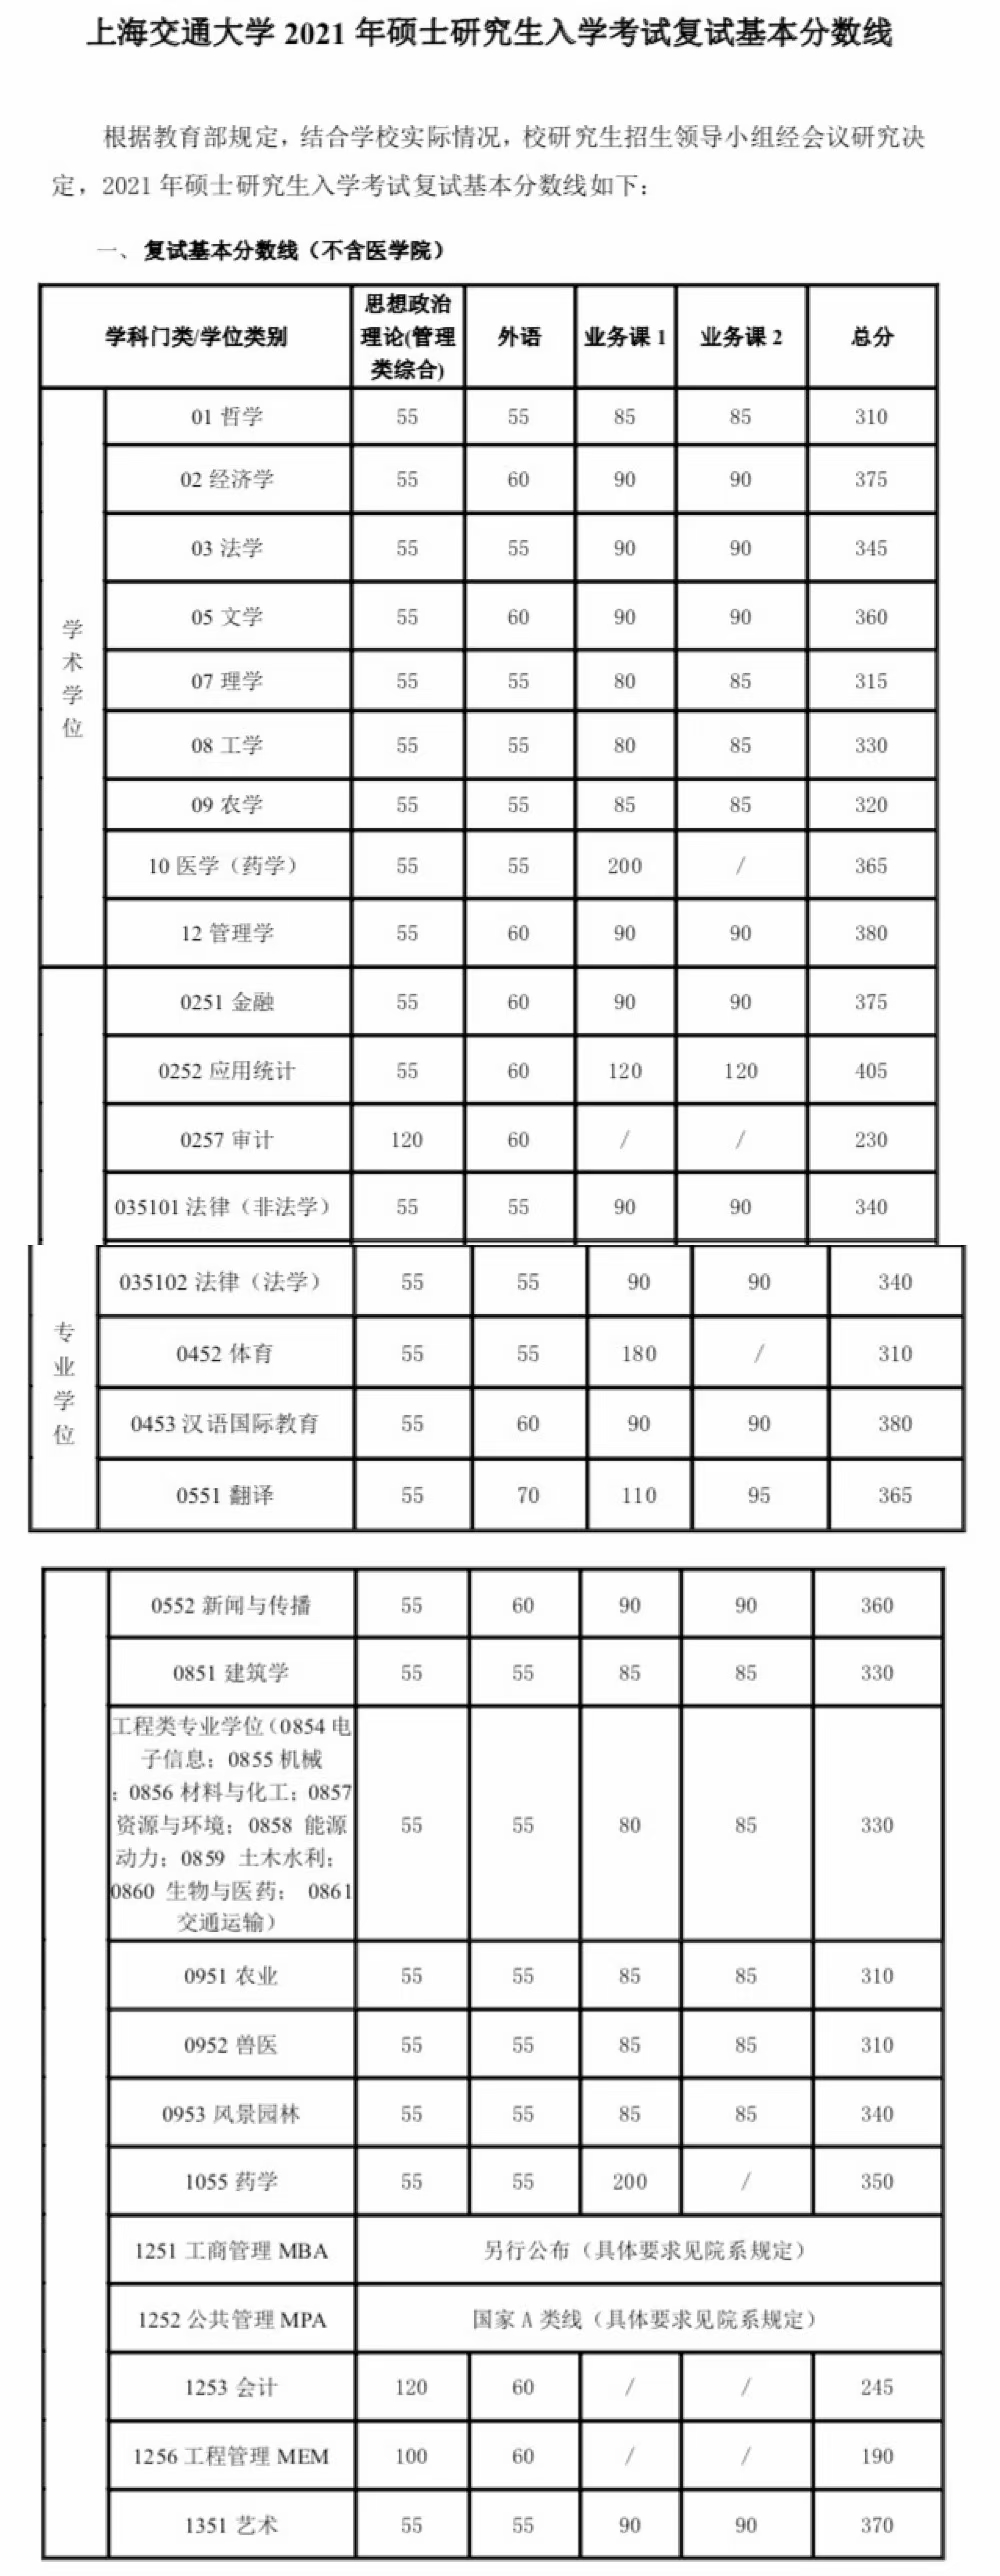 上海交通大学 2021 年硕士研究生入学考试复试基本分数线
根据教育部规定，结合学校实际情况，校研究生招生领导小组经会议研究决
定，2021 年硕士研究生入学考试复试基本分数线如下：
一、复试基本分数线（不含医学院）
学科门类/学位类别 思想政治理论(管理类综合) 外语 业务课 1 业务课 2 总分
学术学位
01 哲学 55 55 85 85 310
02 经济学 55 60 90 90 375
03 法学 55 55 90 90 345
05 文学 55 60 90 90 360
07 理学 55 55 80 85 315
08 工学 55 55 80 85 330
09 农学 55 55 85 85 320
10 医学（药学） 55 55 200 / 365
12 管理学 55 60 90 90 380
0251 金融 55 60 90 90 375
0252 应用统计 55 60 120 120 405
0257 审计 120 60 / / 230
035101 法律（非法学） 55 55 90 90 340
专业学位
035102 法律（法学） 55 55 90 90 340
0452 体育 55 55 180 / 310
0453 汉语国际教育 55 60 90 90 380
0551 翻译 55 70 110 95 365
0552 新闻与传播 55 60 90 90 360
0851 建筑学 55 55 85 85 330
工程类专业学位（0854 电
子信息；0855 机械
；0856 材料与化工；0857
资源与环境；0858 能源
动力；0859 土木水利；
0860 生物与医药； 0861
交通运输）
55 55 80 85 330
0951 农业 55 55 85 85 310
0952 兽医 55 55 85 85 310
0953 风景园林 55 55 85 85 340
1055 药学 55 55 200 / 350
1251 工商管理 MBA 另行公布（具体要求见院系规定）
1252 公共管理 MPA 国家 A 类线（具体要求见院系规定）
1253 会计 120 60 / / 245
1256 工程管理 MEM 100 60 / / 190
1351 艺术 55 55 90 90 370